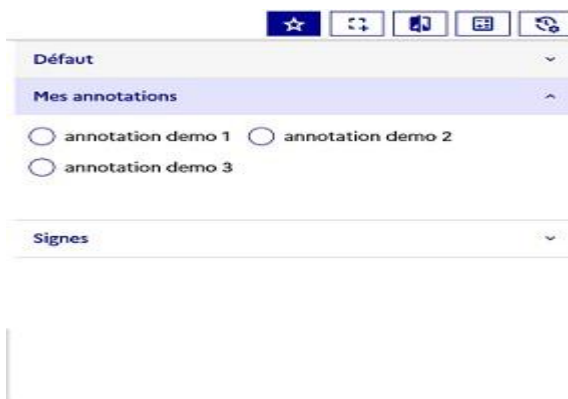 Défaut
Mes annotations
annotation demo 1 annotation demo 2
annotation demo 3
Signes